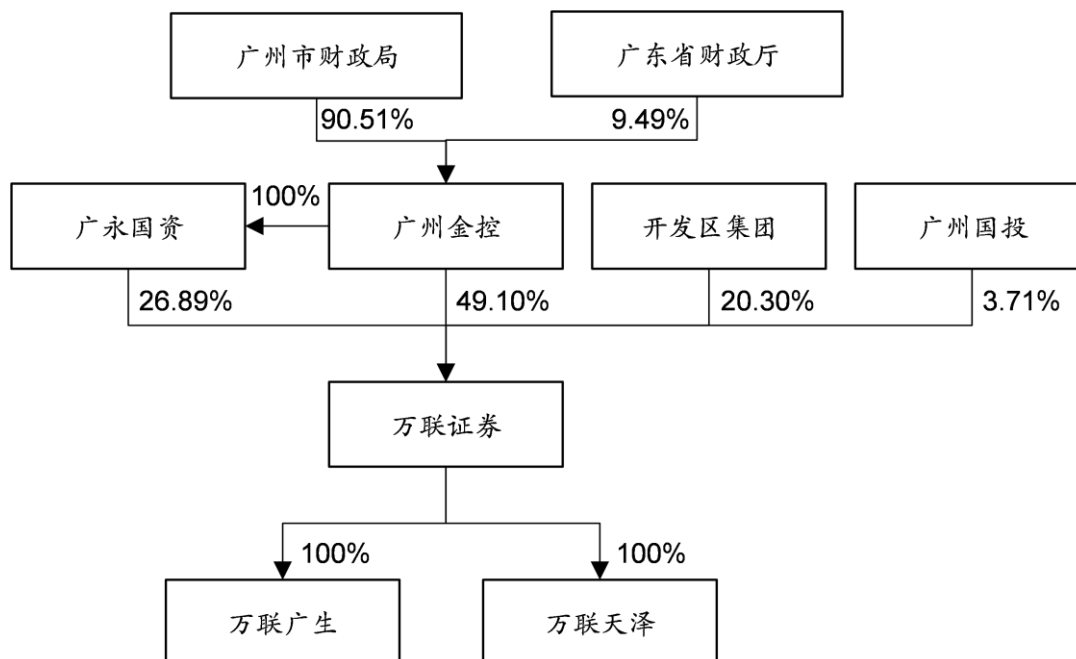 广州市财政局
广东省财政厅
90.51%
9.49%
广永国资
100%
广州金控
开发区集团
广州国投
26.89%
49.10%
20.30%
3.71%
万联证券
100%
100%
万联广生
万联天泽